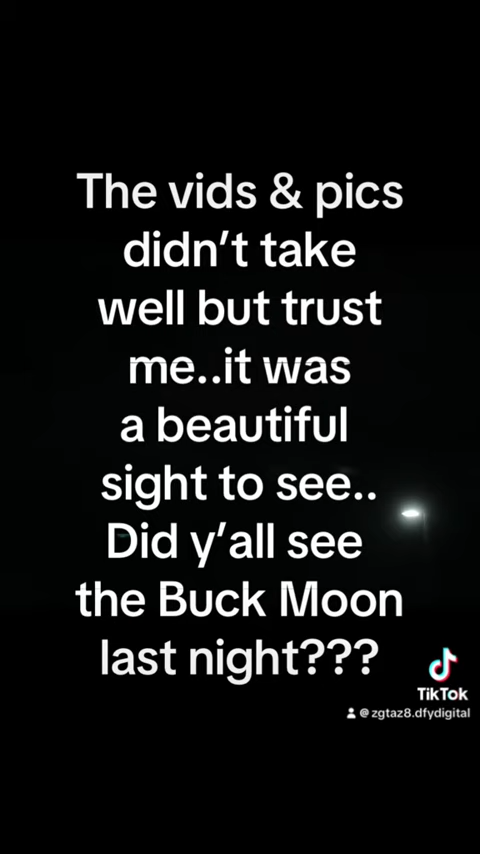 The vids & pics
didn’t take
well but trust
me..it was
a beautiful
sight to see..
Did y’all see
the Buck Moon
last night???
TikTok
@zgtaz8.dfydigital